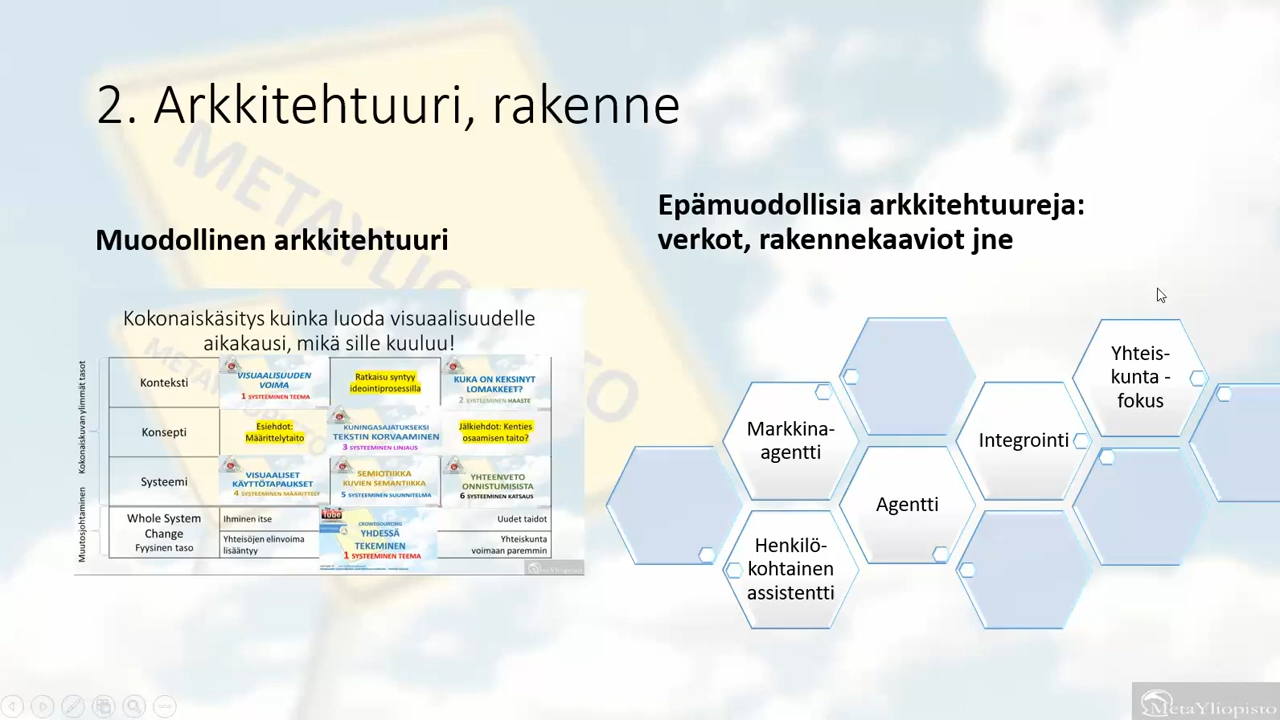 2. Arkkitehtuuri, rakenne
Muodollinen arkkitehtuuri
Epämuodollisia arkkitehtuureja:
verkot, rakennekaaviot jne
Kokonaiskäsitys kuinka luoda visuaalisuudelle
aikakausi, mikä sille kuuluu!
Kokonaiskuvan ylimmät tasot
Muutosjohtaminen
Konteksti
VISUAALISUUDEN
VOIMA
1 SYSTEEMINEN TEEMA
Ratkaisu syntyy
ideointiprosessilla
KUKA ON KEKSINYT
LOMAKKEET?
2 SYSTEEMINEN HAASTE
Konsepti
Esiehdot:
Määrittelytaito
KUNINGASAJATUKSEKSI
TEKSTIN KORVAAMINEN
3 SYSTEEMINEN LINJAUS
Jälkiehdot: Kenties
osaamisen taito?
Systeemi
VISUAALISET
KÄYTTÖTAPAUKSET
4 SYSTEEMINEN MÄÄRITTELY
SEMIOTIIKKA
KUVIEN SEMANTIIKKA
5 SYSTEEMINEN SUUNNITELMA
YHTEENVETO
ONNISTUMISISTA
6 SYSTEEMINEN KATSAUS
Whole System
Change
Fyysinen taso
Ihminen itse
Yhteisöjen elinvoima
lisääntyy
Tube
CROWDSOURCING
YHDESSÄ
TEKEMINEN
1 SYSTEEMINEN TEEMA
Uudet taidot
Yhteiskunta
voimaan paremmin
MetaYliopisto
Markkina-
agentti
Henkilö-
kohtainen
assistentti
Agentti
Integrointi
Yhteis-
kunta -
fokus
METAYLIOPISTO
MetaYliopisto